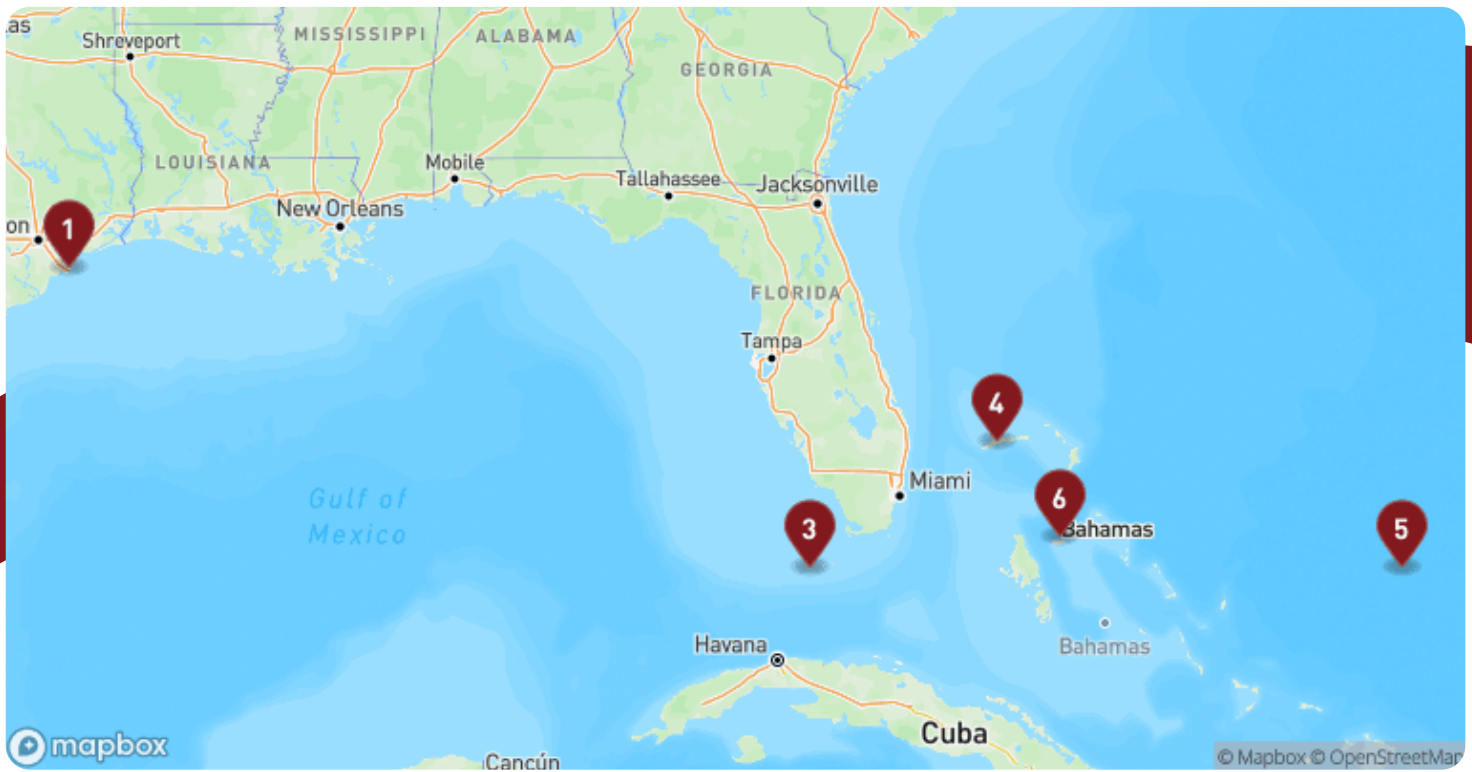 as
Shreveport
MISSISSIPPI
ALABAMA
GEORGIA
LOUISIANA
Mobile
Tallahassee
Jacksonville
New Orleans
on
1
FLORIDA
Tampa
4
Miami
Gulf of
Mexico
6
3
5
Bahamas
Havana
Bahamas
Cuba
mapbox
Cancún
© Mapbox © OpenStreetMap